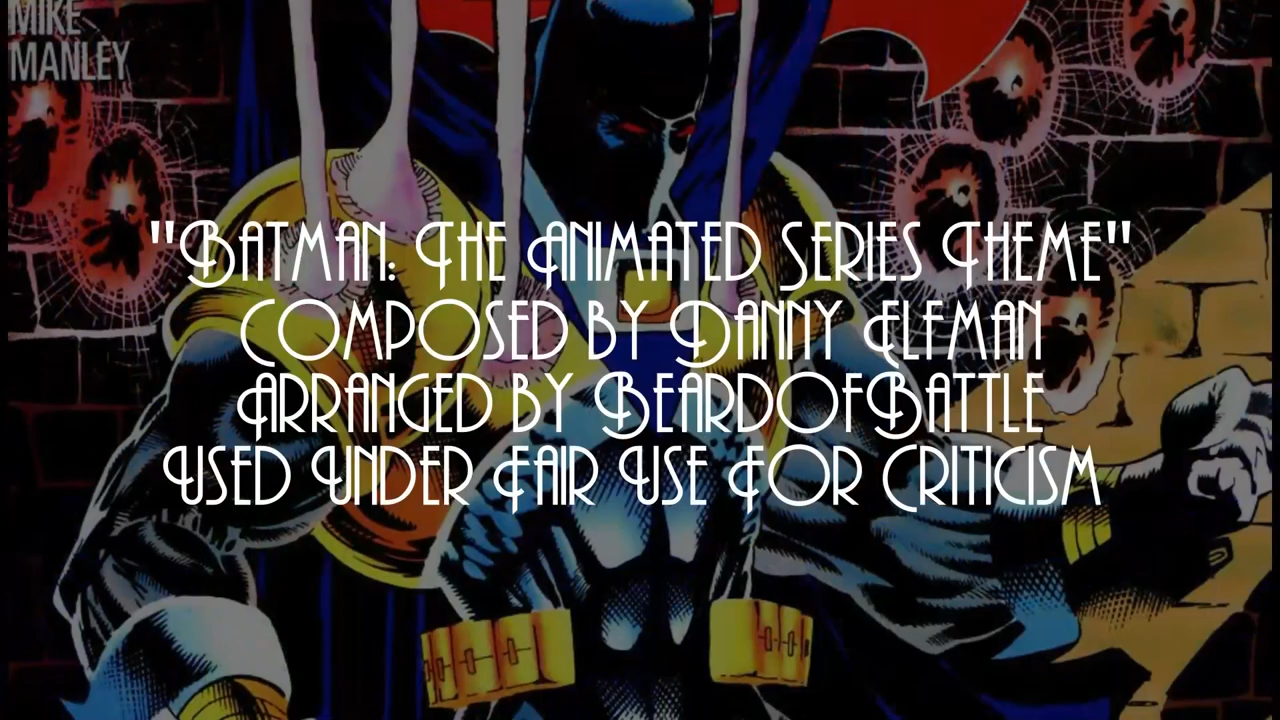 MIKE
MANLEY
"Batman: The Animated Series Theme"
Composed by Danny Elfman
Arranged by BeardofBattle
Used Under Fair Use For Criticism